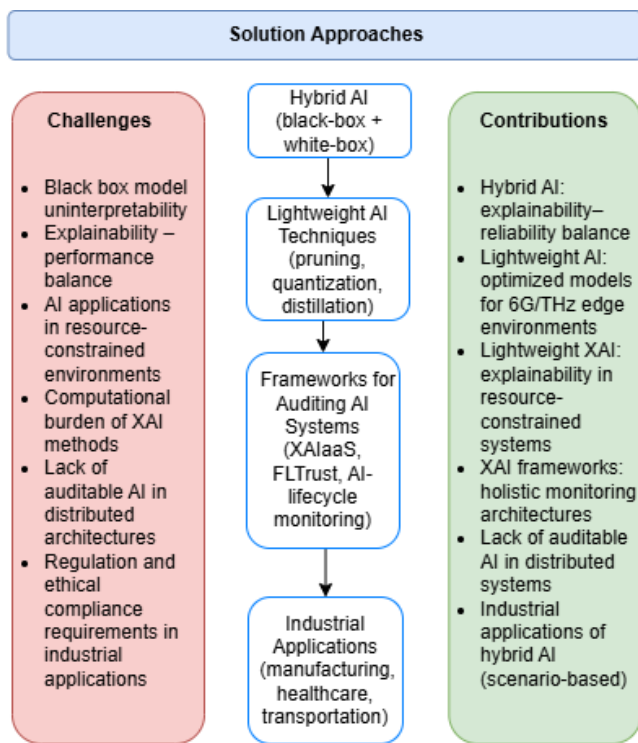 Solution Approaches
Challenges
• Black box model
uninterpretability
• Explainability –
performance
balance
• AI applications
in resource-
constrained
environments
• Computational
burden of XAI
methods
• Lack of
auditable AI in
distributed
architectures
• Regulation and
ethical
compliance
requirements in
industrial
applications
Hybrid AI
(black-box +
white-box)
Lightweight AI
Techniques
(pruning,
quantization,
distillation)
Frameworks for
Auditing AI
Systems
(XAIaaS,
FLTrust, AI-
lifecycle
monitoring)
Industrial
Applications
(manufacturing,
healthcare,
transportation)
Contributions
• Hybrid AI:
explainability–
reliability balance
• Lightweight AI:
optimized models
for 6G/THz edge
environments
• Lightweight XAI:
explainability in
resource-
constrained
systems
• XAI frameworks:
holistic monitoring
architectures
• Lack of auditable
AI in distributed
systems
• Industrial
applications of
hybrid AI
(scenario-based)